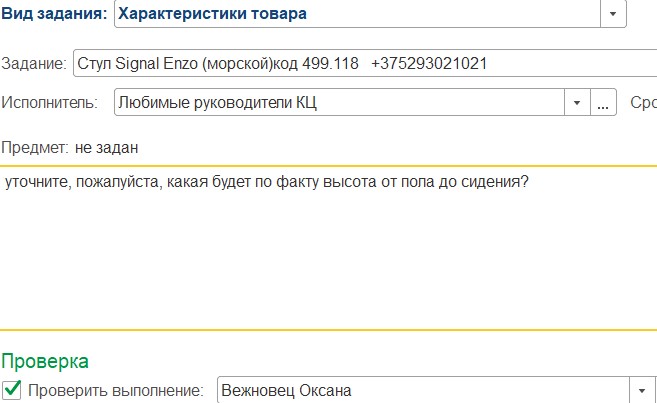 Вид задания: Характеристики товара
Задание: Стул Signal Enzo (морской)код 499.118 +375293021021
Исполнитель: Любимые руководители КЦ ... Сро
Предмет: не задан
уточните, пожалуйста, какая будет по факту высота от попа до сидения?
Проверка
Проверить выполнение: Вежновец Оксана